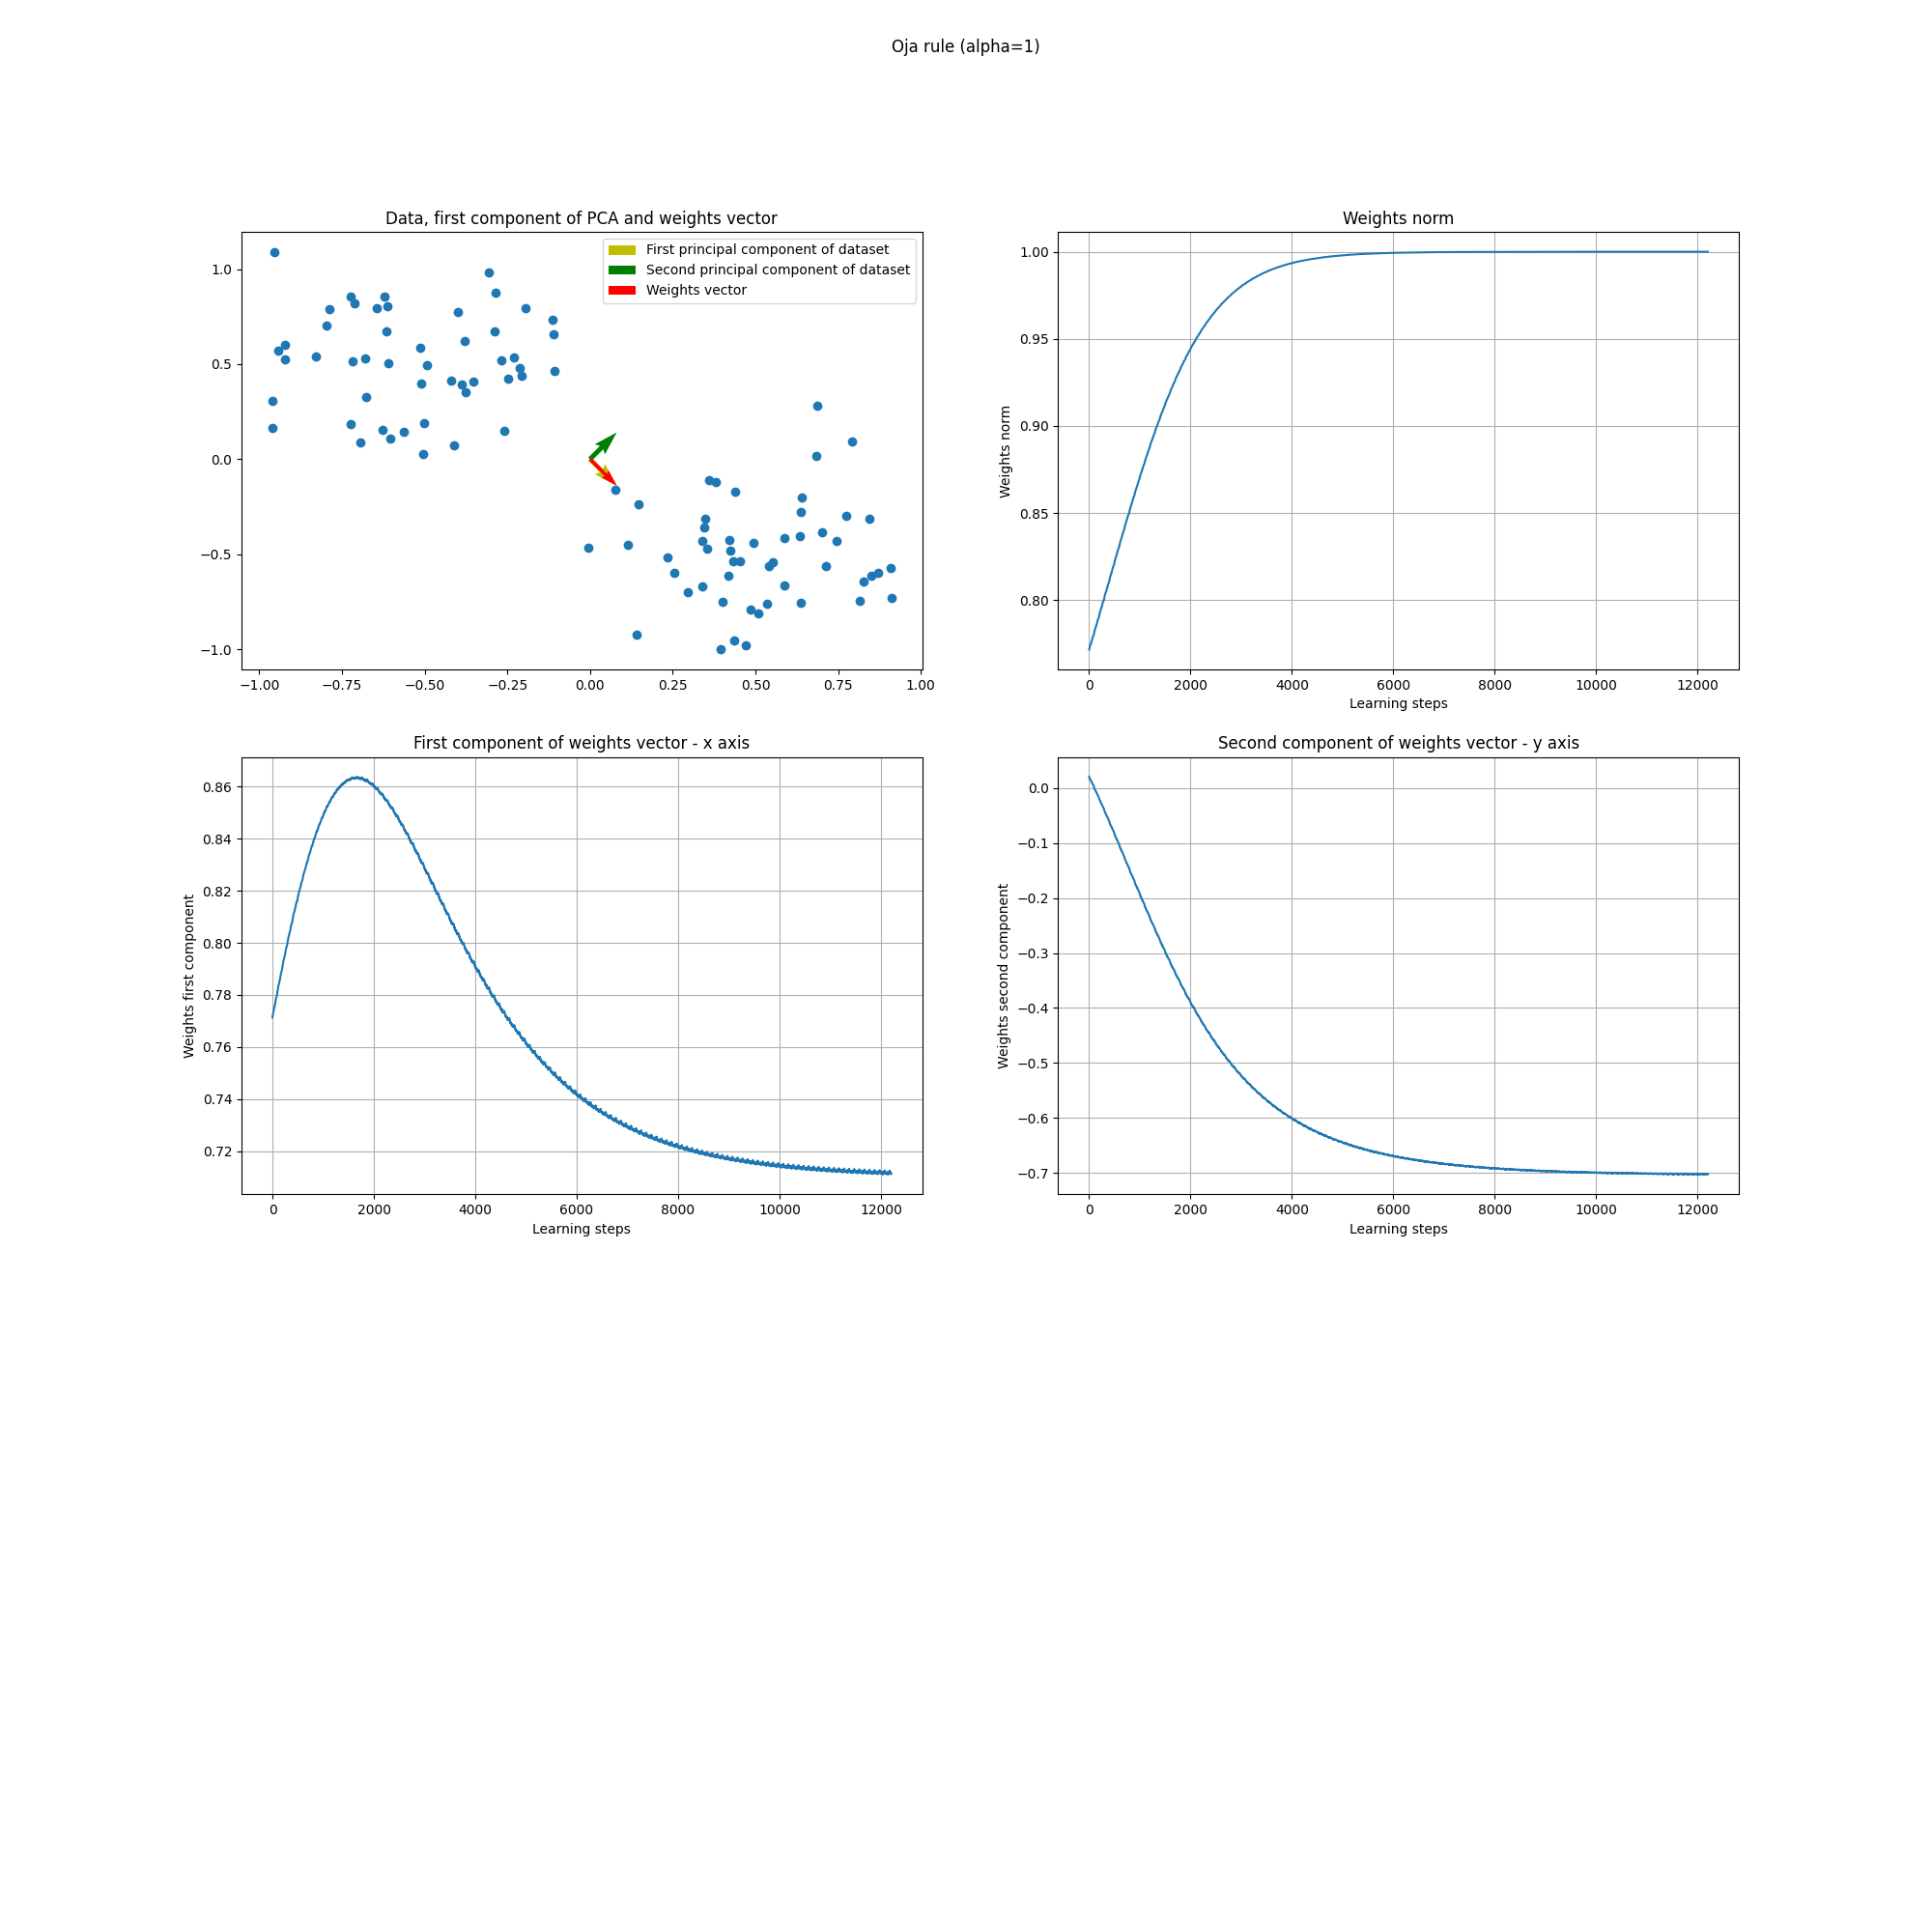 Oja rule (alpha=1)
Data, first component of PCA and weights vector
First principal component of dataset
Second principal component of dataset
Weights vector
1.0
0.5
0.0
−0.5
−1.0
−1.00 −0.75 −0.50 −0.25 0.00 0.25 0.50 0.75 1.00
Weights norm
Weights norm
1.00
0.95
0.90
0.85
0.80
0 2000 4000 6000 8000 10000 12000
Learning steps
First component of weights vector - x axis
Weights first component
0.86
0.84
0.82
0.80
0.78
0.76
0.74
0.72
0 2000 4000 6000 8000 10000 12000
Learning steps
Second component of weights vector - y axis
Weights second component
0.0
−0.1
−0.2
−0.3
−0.4
−0.5
−0.6
−0.7
0 2000 4000 6000 8000 10000 12000
Learning steps